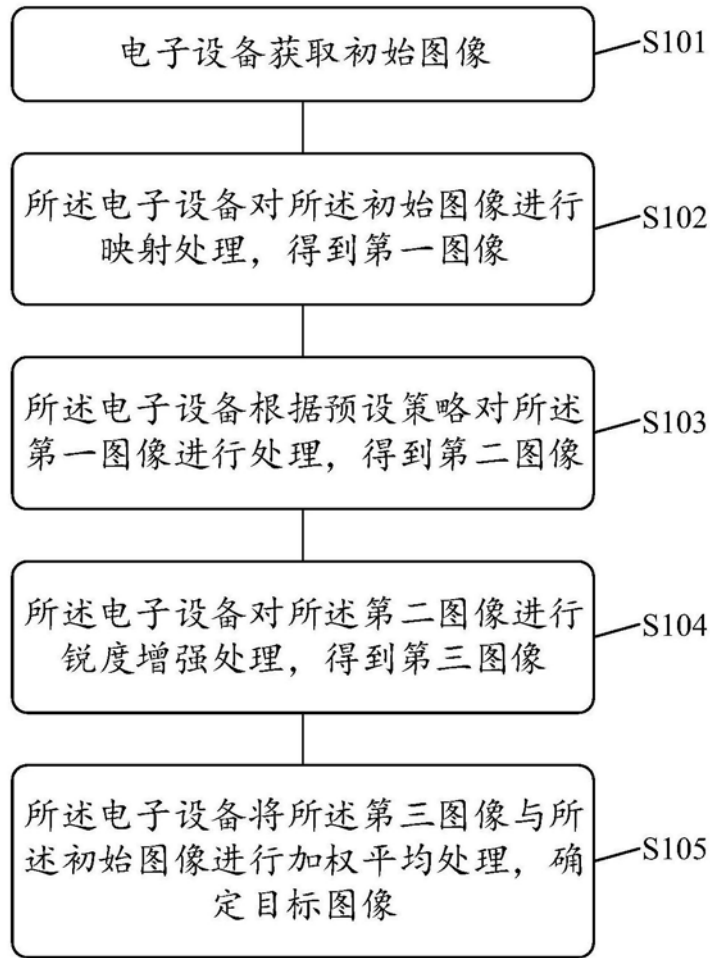 电子设备获取初始图像
S101
所述电子设备对所述初始图像进行
映射处理，得到第一图像
S102
所述电子设备根据预设策略对所述
第一图像进行处理，得到第二图像
S103
所述电子设备对所述第二图像进行
锐度增强处理，得到第三图像
S104
所述电子设备将所述第三图像与所
述初始图像进行加权平均处理，确
定目标图像
S105